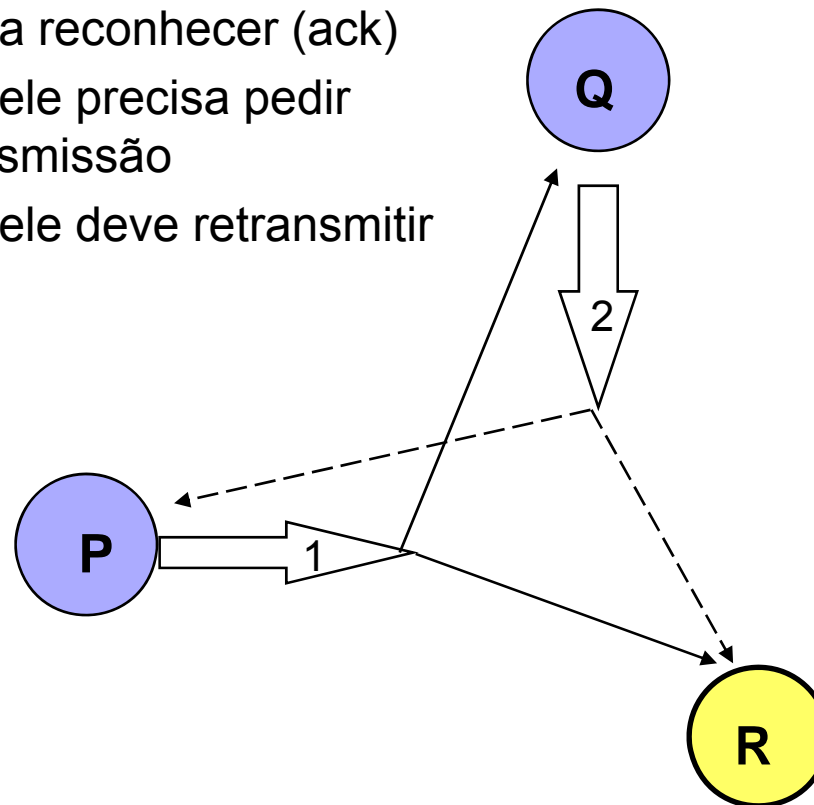 a reconhecer (ack)
ele precisa pedir
smissão
ele deve retransmitir
Q
2
P
1
R